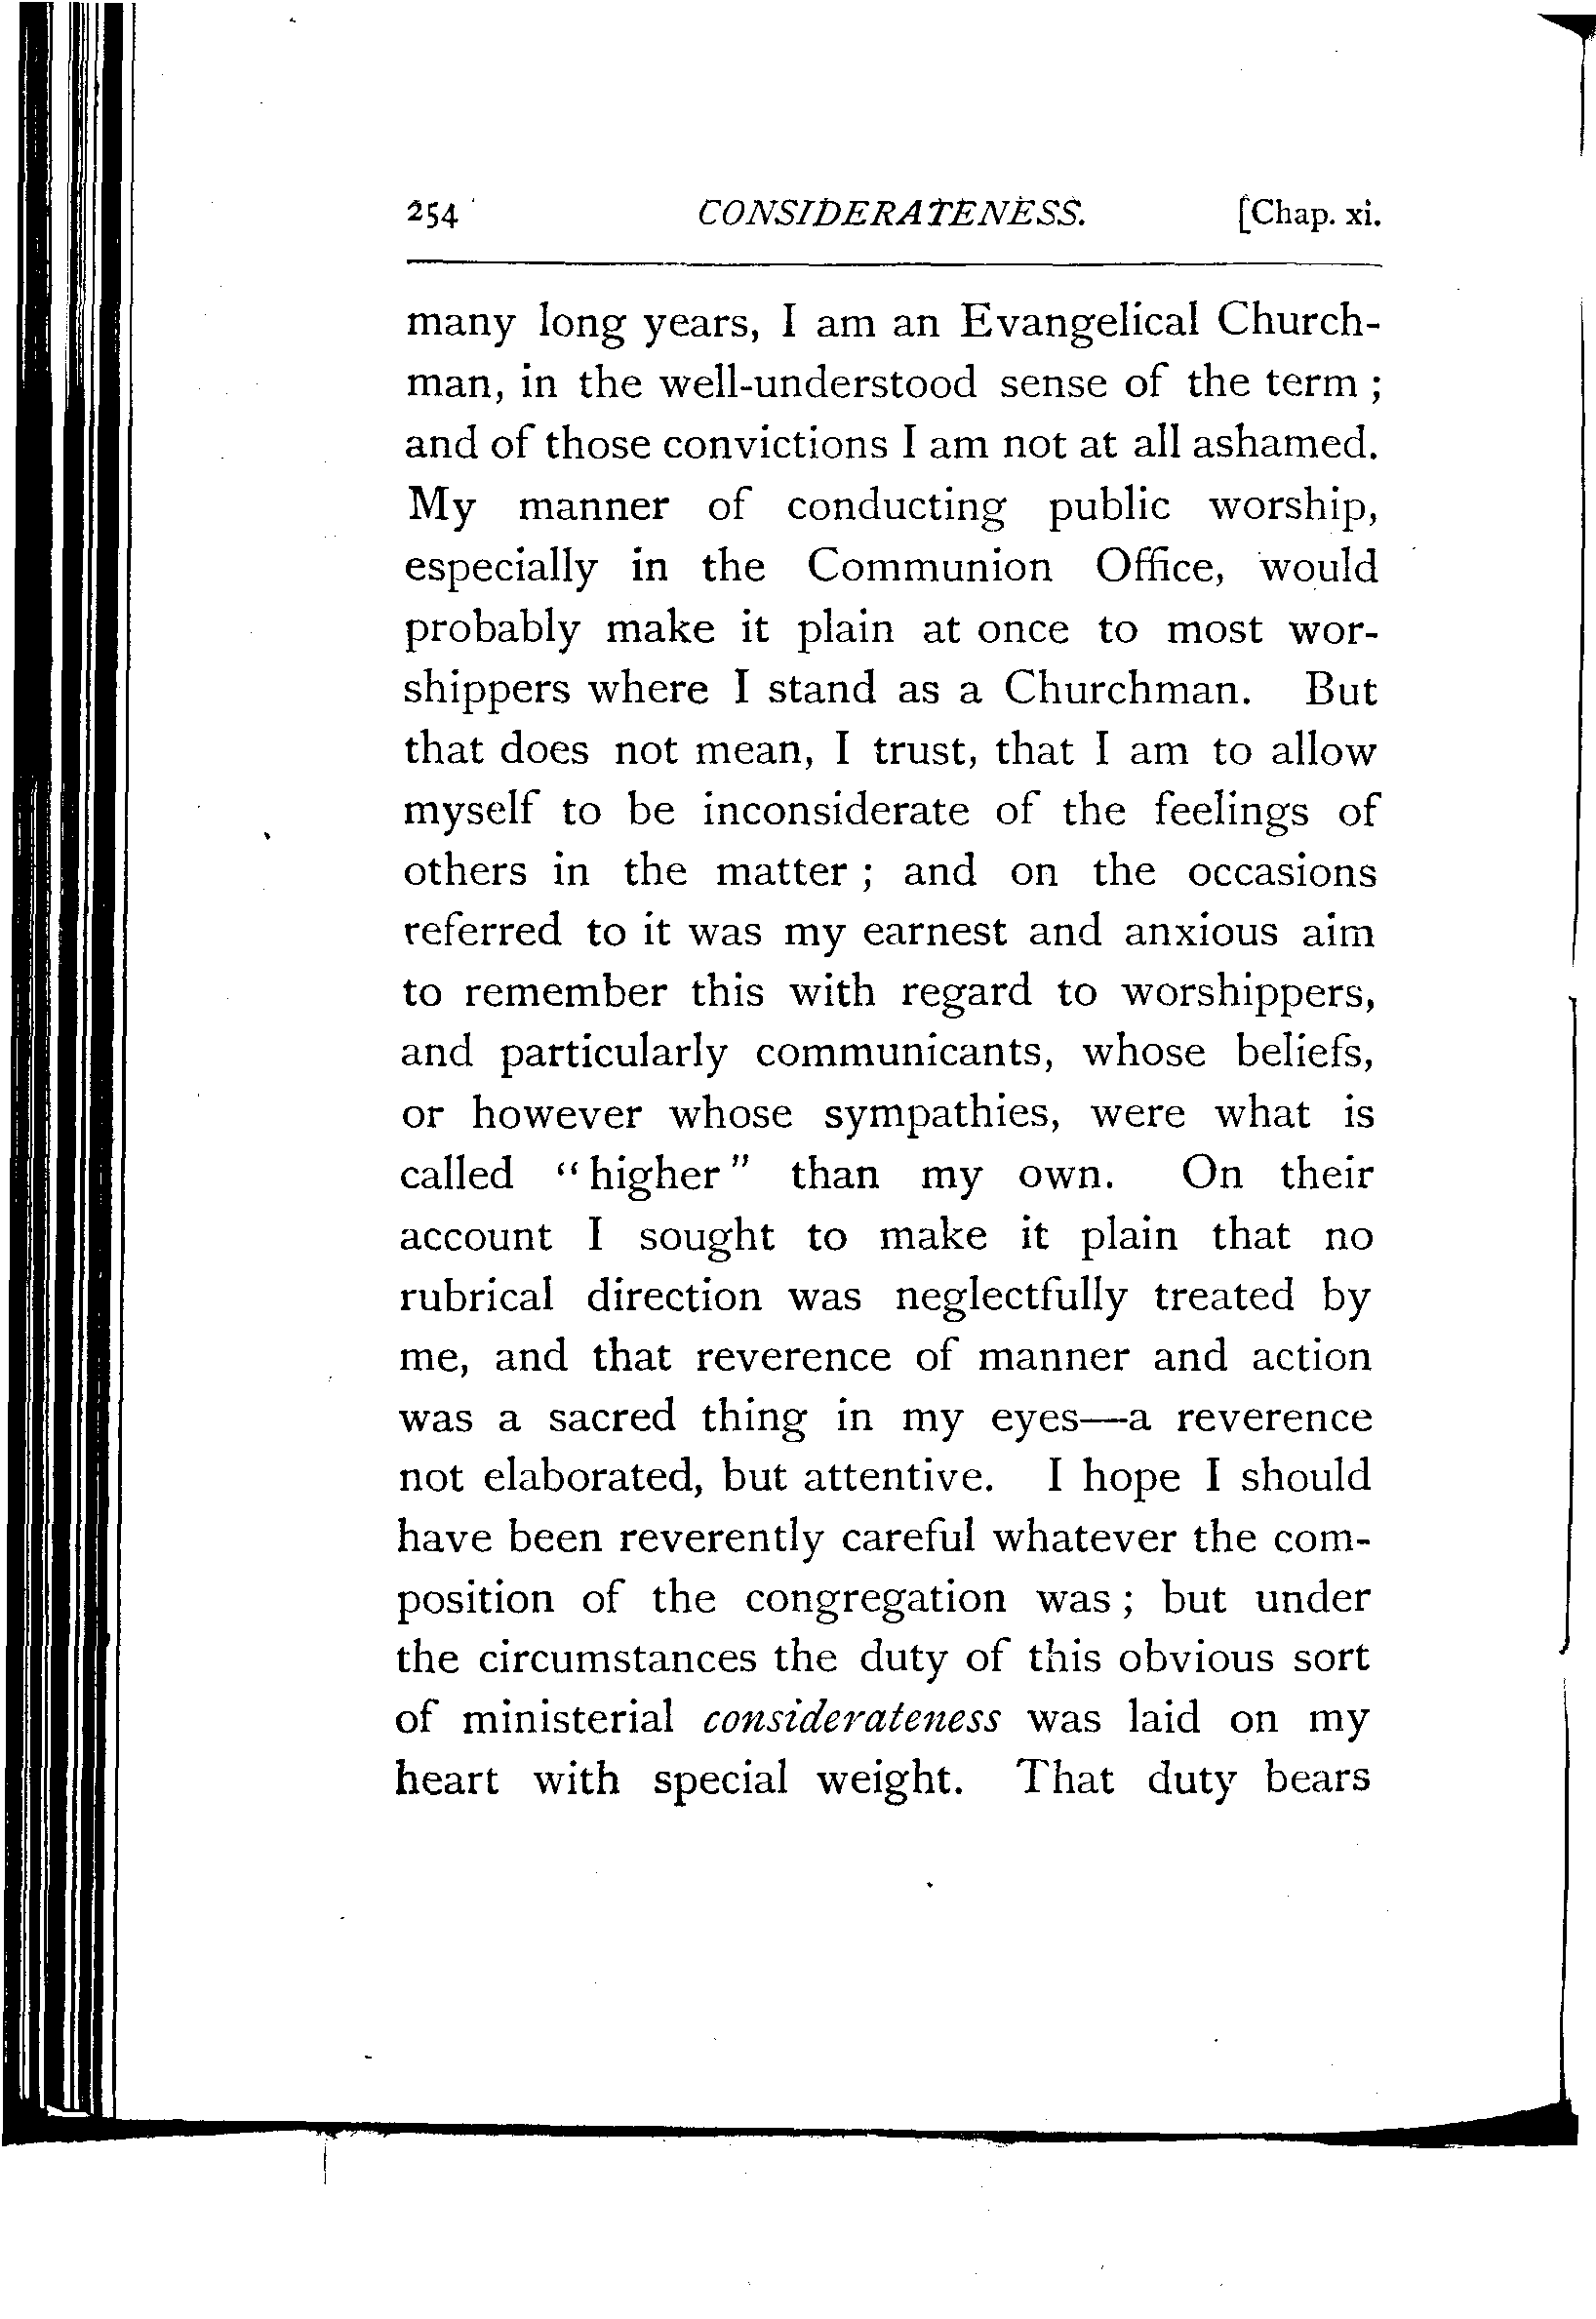 254 CONSIDERATENESS. [Chap. xi.
many long years, I am an Evangelical Church-
man, in the well-understood sense of the term ;
and of those convictions I am not at all ashamed.
My manner of conducting public worship,
especially in the Communion Office, would
probably make it plain at once to most wor-
shippers where I stand as a Churchman. But
that does not mean, I trust, that I am to allow
myself to be inconsiderate of the feelings of
others in the matter ; and on the occasions
referred to it was my earnest and anxious aim
to remember this with regard to worshippers,
and particularly communicants, whose beliefs,
or however whose sympathies, were what is
called “higher” than my own. On their
account I sought to make it plain that no
rubrical direction was neglectfully treated by
me, and that reverence of manner and action
was a sacred thing in my eyes—a reverence
not elaborated, but attentive. I hope I should
have been reverently careful whatever the com-
position of the congregation was ; but under
the circumstances the duty of this obvious sort
of ministerial considerateness was laid on my
heart with special weight. That duty bears